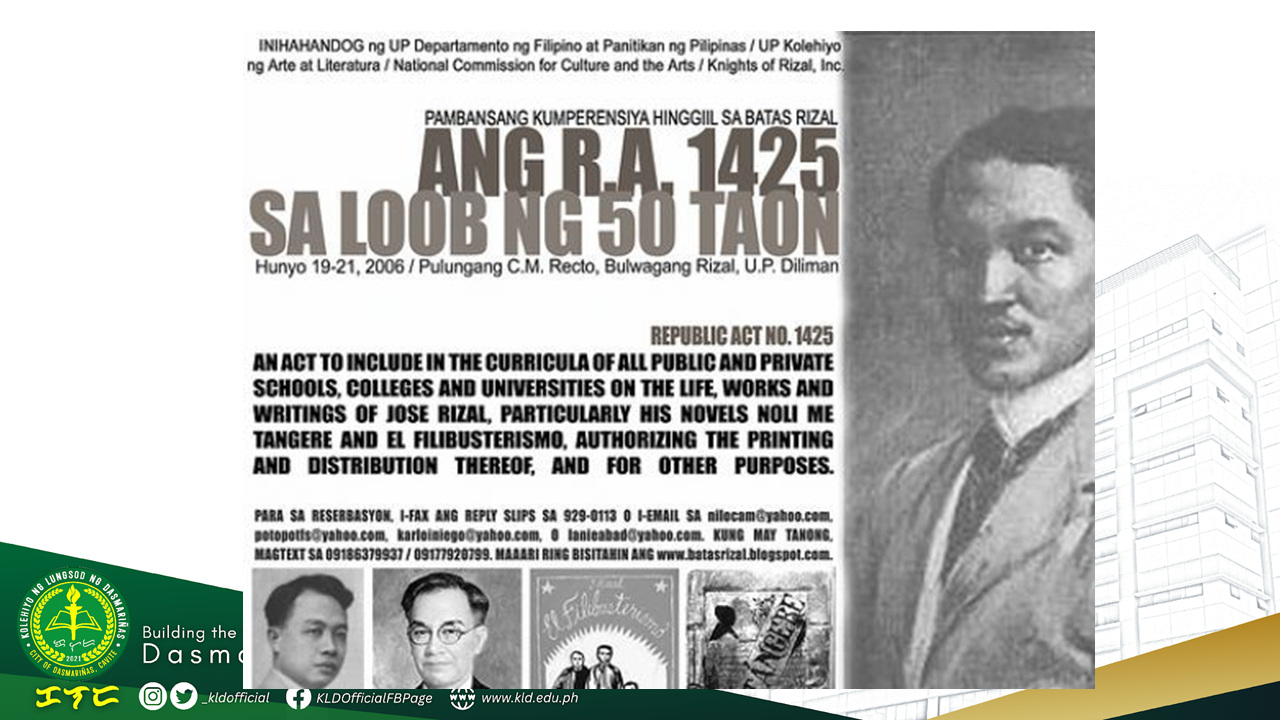 INIHAHANDOG ng UP Departamento ng Filipino at Panitikan ng Pilipinas / UP Kolehiyo
ng Arte at Literatura / National Commission for Culture and the Arts / Knights of Rizal, Inc.
PAMBANSANG KUMPERENSIYA HINGGIIL SA BATAS RIZAL
ANG R.A. 1425
SA LOOB NG 50 TAON
Hunyo 19-21, 2006 / Pulungang C.M. Recto, Bulwagang Rizal, U.P. Diliman
REPUBLIC ACT NO. 1425
AN ACT TO INCLUDE IN THE CURRICULA OF ALL PUBLIC AND PRIVATE
SCHOOLS, COLLEGES AND UNIVERSITIES ON THE LIFE, WORKS AND
WRITINGS OF JOSE RIZAL, PARTICULARLY HIS NOVELS NOLI ME
TANGERE AND EL FILIBUSTERISMO, AUTHORIZING THE PRINTING
AND DISTRIBUTION THEREOF, AND FOR OTHER PURPOSES.
PARA SA RESERBASYON, I-FAX ANG REPLY SLIPS SA 929-0113 O I-EMAIL SA nilocam@yahoo.com,
potopotfs@yahoo.com, karloiniego@yahoo.com, O lanieabad@yahoo.com. KUNG MAY TANONG,
MAGTEXT SA 09186379937 / 09177920799. MAAARI RING BISITAHIN ANG www.batasrizal.blogspot.com.
El Filibusterismo
TANGERE
KOLEHIYO NG LUNGSOD NG DASMARIÑAS
2021
CITY OF DASMARIÑAS, CAVITE
Building the
Dasma
_kldofficial
KLDOfficialFBPage
www.kld.edu.ph